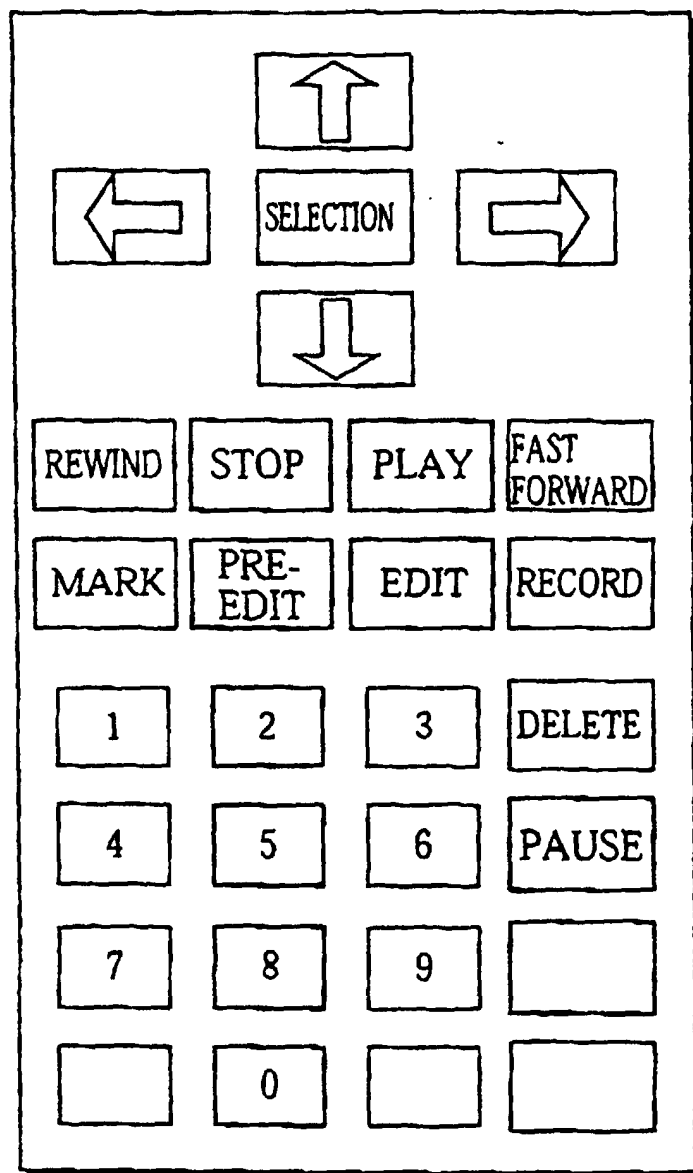 SELECTION
REWIND STOP PLAY FAST FORWARD
MARK PRE-EDIT EDIT RECORD
1 2 3 DELETE
4 5 6 PAUSE
7 8 9
0